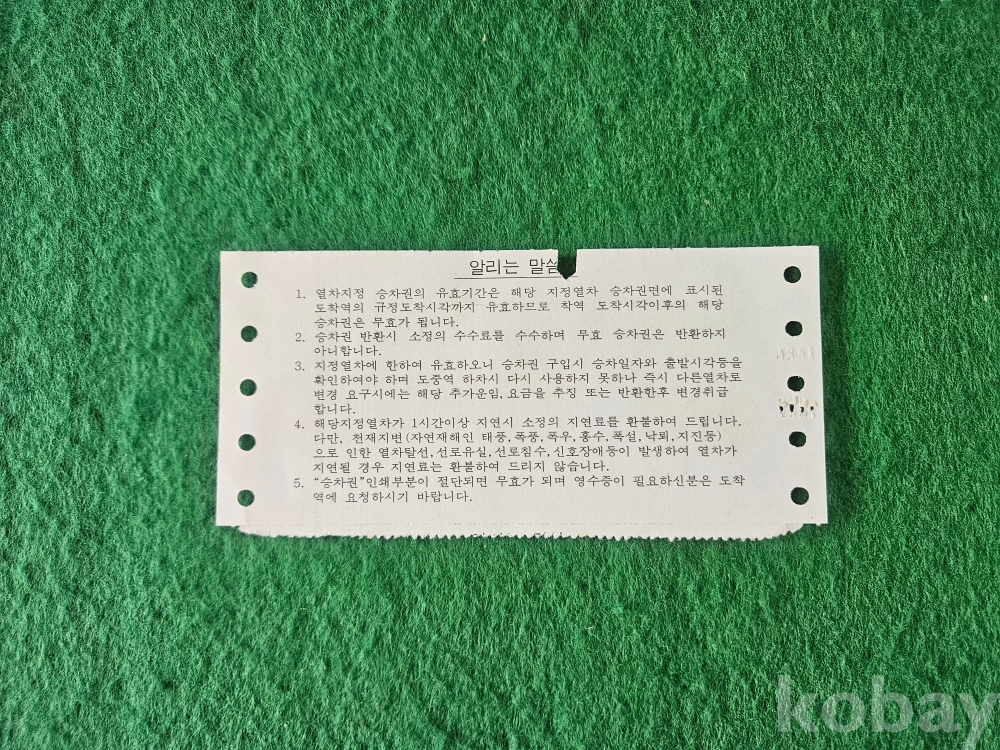 알리는 말씀
1. 열차지정 승차권의 유효기간은 해당 지정열차 승차권면에 표시된
도착역의 규정도착시각까지 유효하므로 착역 도착시각이후의 해당
승차권은 무효가 됩니다.
2. 승차권 반환시 소정의 수수료를 수수하며 무효 승차권은 반환하지
아니합니다.
3. 지정열차에 한하여 유효하오니 승차권 구입시 승차일자와 출발시각등을
확인하여야 하며 도중역 하차시 다시 사용하지 못하나 즉시 다른열차로
변경 요구시에는 해당 추가운임, 요금을 추징 또는 반환한후 변경취급
합니다.
4. 해당지정열차가 1시간이상 지연시 소정의 지연료를 환불하여 드립니다.
다만, 천재지변(자연재해인 태풍, 폭풍, 폭우, 홍수, 폭설, 낙뢰, 지진등)
으로 인한 열차탈선, 선로유실, 선로침수, 신호장애등이 발생하여 열차가
지연될 경우 지연료는 환불하여 드리지 않습니다.
5. “승차권”인쇄부분이 절단되면 무효가 되며 영수증이 필요하신분은 도착
역에 요청하시기 바랍니다.
kobay